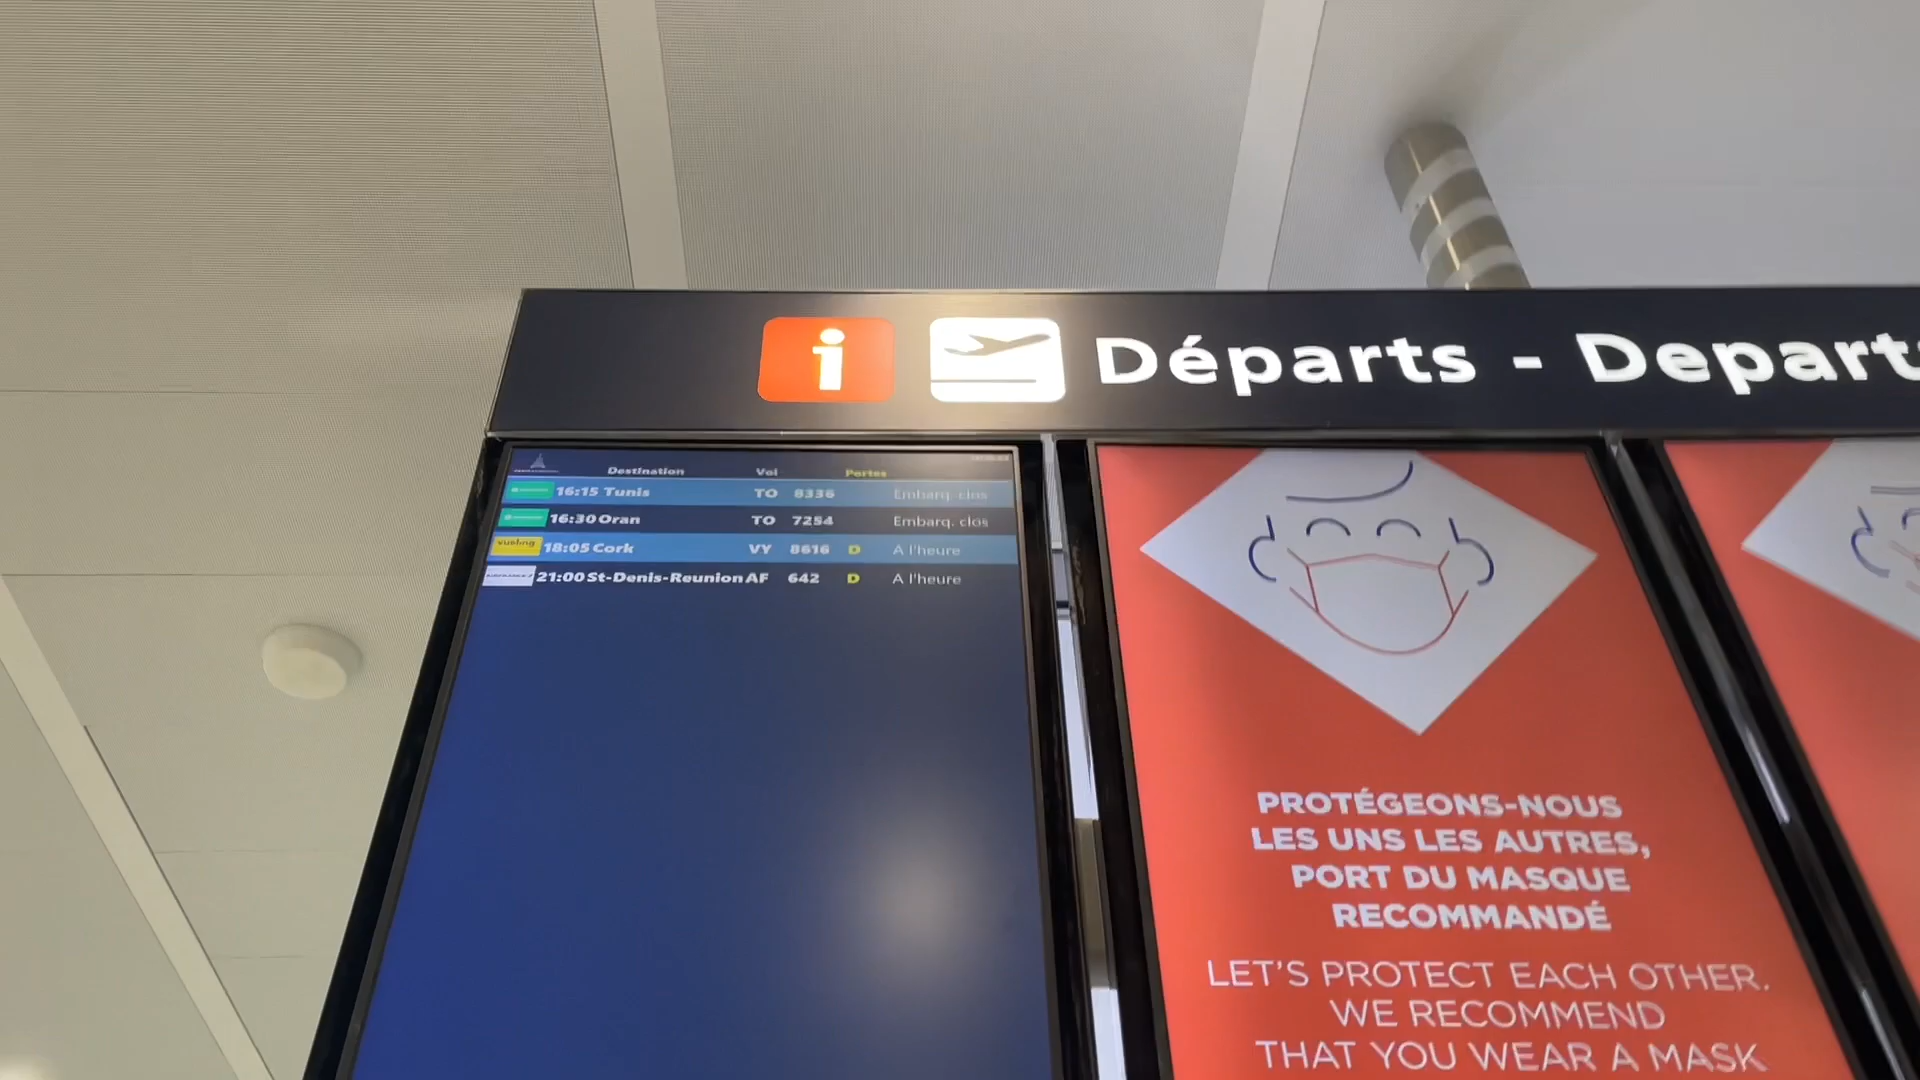 i Départs - Depart
Destination Vol Portes
16:15 Tunis TO 8336 Embarq. clos
16:30 Oran TO 7254 Embarq. clos
vueling 18:05 Cork VY 8616 D A l'heure
21:00 St-Denis-Reunion AF 642 D A l'heure
PROTÉGEONS-NOUS
LES UNS LES AUTRES,
PORT DU MASQUE
RECOMMANDÉ
LET'S PROTECT EACH OTHER.
WE RECOMMEND
THAT YOU WEAR A MASK